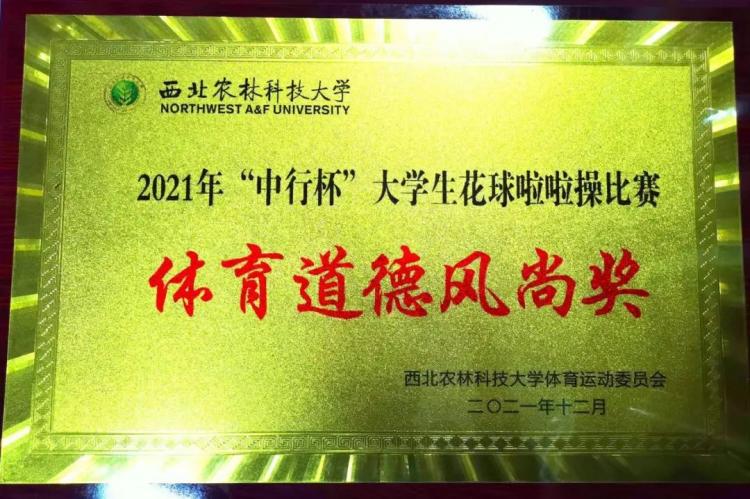 西北农林科技大学
NORTHWEST A&F UNIVERSITY
2021年“中行杯”大学生花球啦啦操比赛
体育道德风尚奖
西北农林科技大学体育运动委员会
二〇二一年十二月